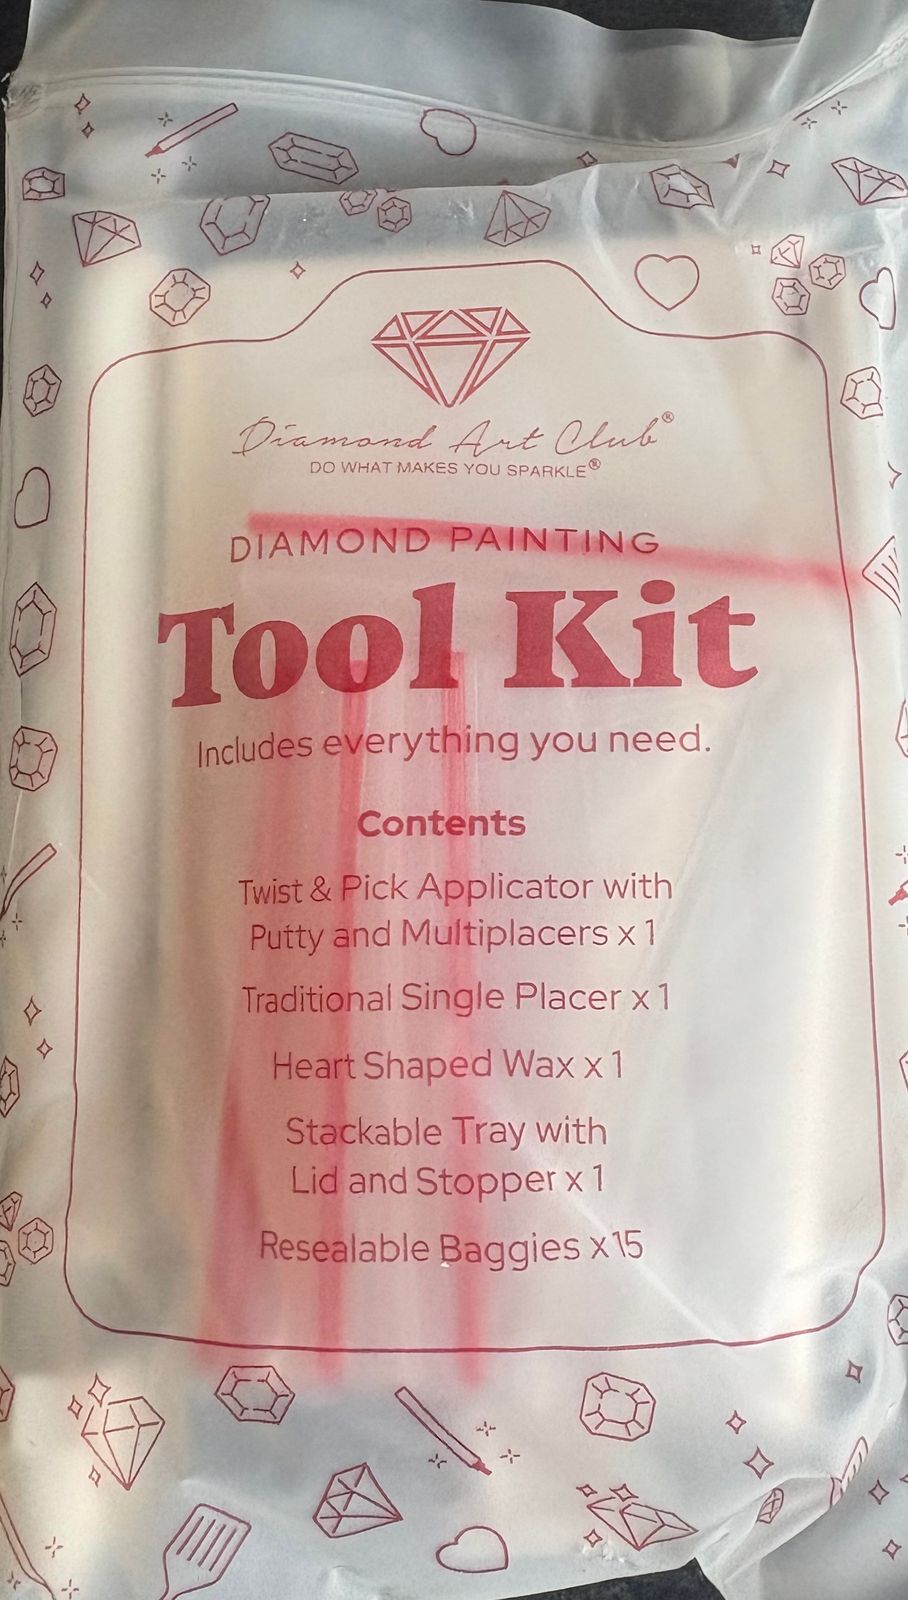 Diamond Art Club®
DO WHAT MAKES YOU SPARKLE®
DIAMOND PAINTING
Tool Kit
Includes everything you need.
Contents
Twist & Pick Applicator with
Putty and Multiplacers x 1
Traditional Single Placer x 1
Heart Shaped Wax x 1
Stackable Tray with
Lid and Stopper x 1
Resealable Baggies x15